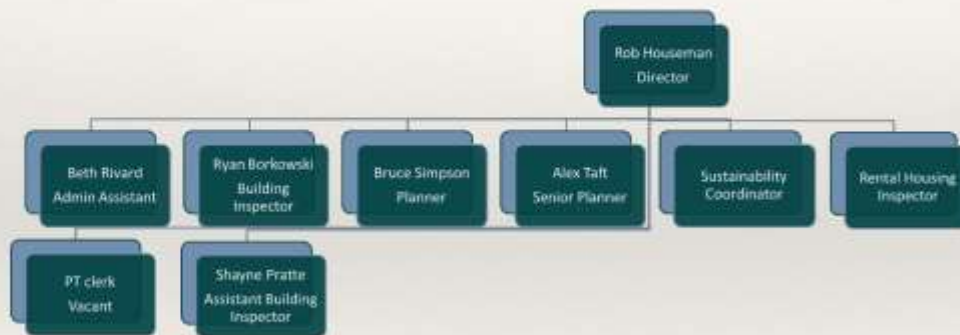 Rob Houseman
Director
Beth Rivard
Admin Assistant
Ryan Borkowski
Building
Inspector
Bruce Simpson
Planner
Alex Taft
Senior Planner
Sustainability
Coordinator
Rental Housing
Inspector
PT clerk
Vacant
Shayne Pratte
Assistant Building
Inspector